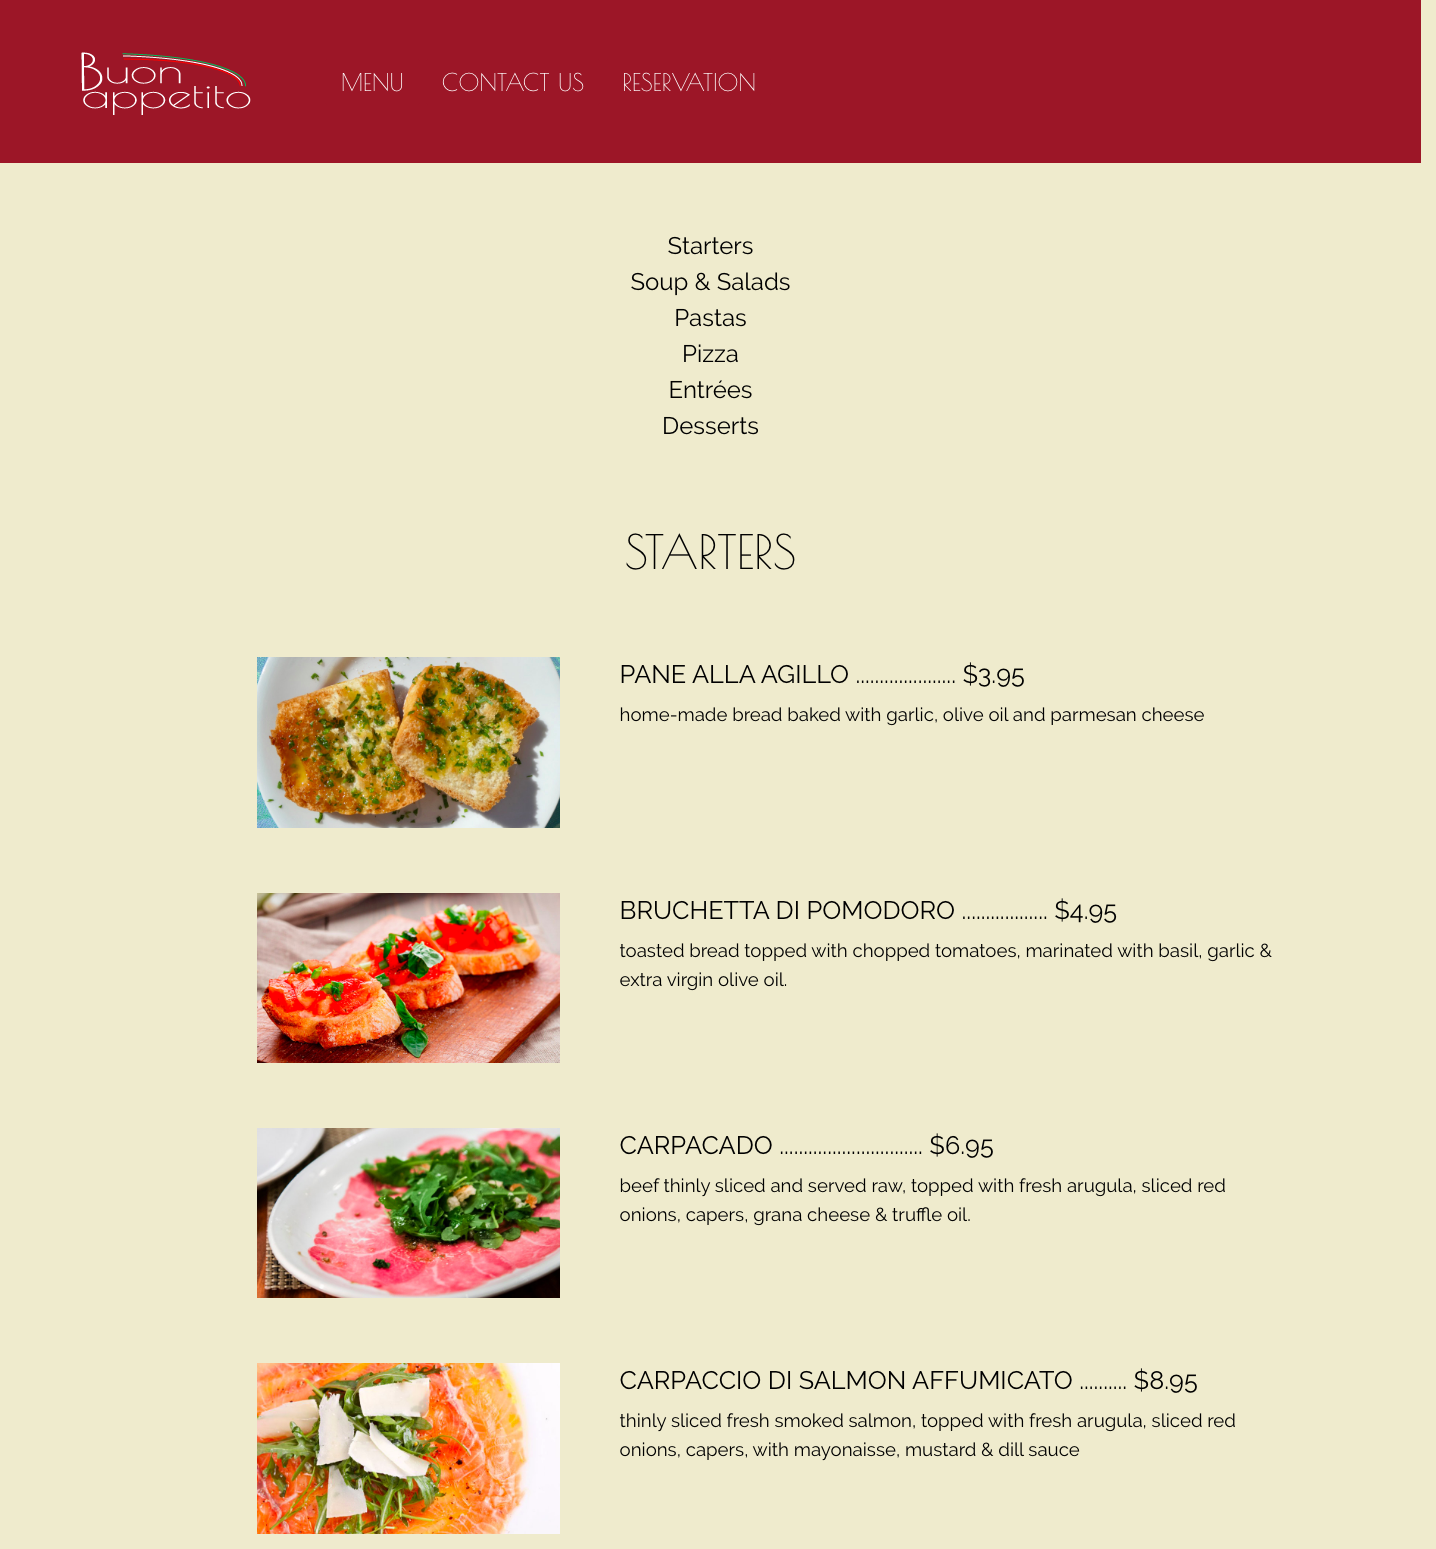 Buon
appetito
MENU CONTACT US RESERVATION
Starters
Soup & Salads
Pastas
Pizza
Entrées
Desserts
STARTERS
PANE ALLA AGILLO ..................... $3.95
home-made bread baked with garlic, olive oil and parmesan cheese
BRUCHETTA DI POMODORO .................. $4.95
toasted bread topped with chopped tomatoes, marinated with basil, garlic &
extra virgin olive oil.
CARPACADO .............................. $6.95
beef thinly sliced and served raw, topped with fresh arugula, sliced red
onions, capers, grana cheese & truffle oil.
CARPACCIO DI SALMON AFFUMICATO .......... $8.95
thinly sliced fresh smoked salmon, topped with fresh arugula, sliced red
onions, capers, with mayonaisse, mustard & dill sauce